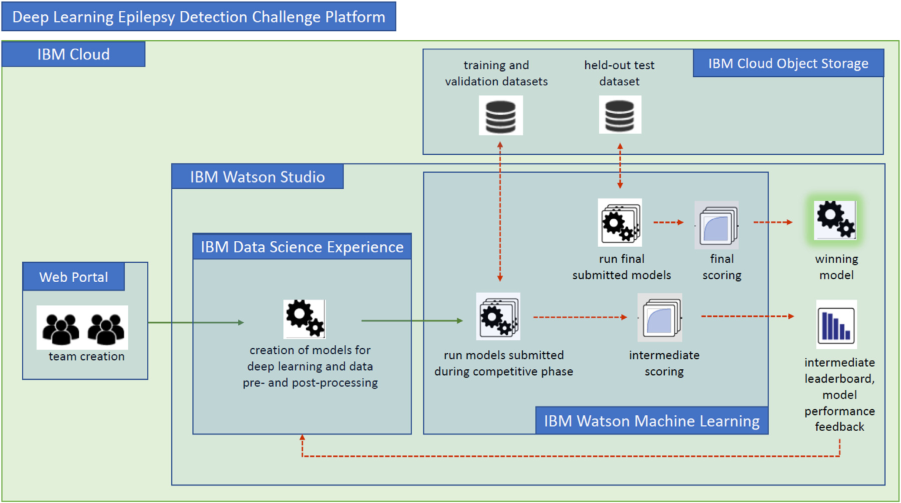 Deep Learning Epilepsy Detection Challenge Platform
IBM Cloud
training and
validation datasets
held-out test
dataset
IBM Cloud Object Storage
IBM Watson Studio
IBM Data Science Experience
run final
submitted models
final
scoring
winning
model
Web Portal
team creation
creation of models for
deep learning and data
pre- and post-processing
run models submitted
during competitive phase
intermediate
scoring
intermediate
leaderboard,
model
performance
feedback
IBM Watson Machine Learning